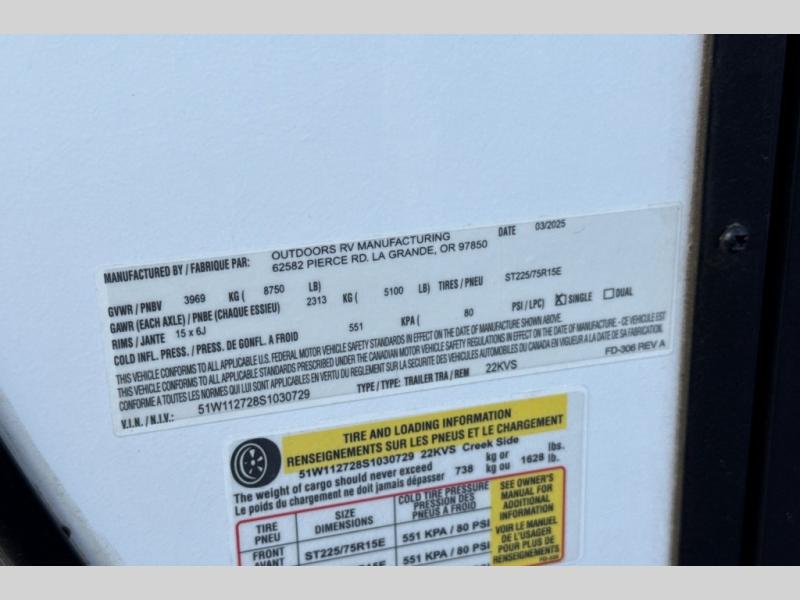 MANUFACTURED BY / FABRIQUE PAR: OUTDOORS RV MANUFACTURING DATE 03/2025
62582 PIERCE RD. LA GRANDE, OR 97850
GVWR / PNBV 3969 KG ( 8750 LB)
GAWR (EACH AXLE) / PNBE (CHAQUE ESSIEU) 2313 KG ( 5100 LB) TIRES / PNEU ST225/75R15E
RIMS / JANTE 15 x 6J
COLD INFL. PRESS. / PRESS. DE GONFL. A FROID 551 KPA ( 80 PSI / LPC) X SINGLE DUAL
THIS VEHICLE CONFORMS TO ALL APPLICABLE U.S. FEDERAL MOTOR VEHICLE SAFETY STANDARDS IN EFFECT ON THE DATE OF MANUFACTURE SHOWN ABOVE.
THIS VEHICLE CONFORMS TO ALL APPLICABLE STANDARDS PRESCRIBED UNDER THE CANADIAN MOTOR VEHICLE SAFETY REGULATIONS IN EFFECT ON THE DATE OF MANUFACTURE - CE VEHICULE EST
CONFORME A TOUTES LES NORMES QUI LUI SONT APPLICABLES EN VERTU DU REGLEMENT SUR LA SECURITE DES VEHICULES AUTOMOBILES DU CANADA EN VIGUEUR A LA DATE DE SA FABRICATION.
FD-306 REV A
V.I.N. / N.I.V.: 51W112728S1030729 TYPE / TYPE: TRAILER TRA / REM 22KVS
TIRE AND LOADING INFORMATION
RENSEIGNEMENTS SUR LES PNEUS ET LE CHARGEMENT
51W112728S1030729 22KVS Creek Side
The weight of cargo should never exceed 738 kg or 1628 lbs.
Le poids du chargement ne doit jamais dépasser kg ou lb.
TIRE
PNEU
SIZE
DIMENSIONS
COLD TIRE PRESSURE
PRESSION DES
PNEUS A FROID
SEE OWNER'S
MANUAL FOR
ADDITIONAL
INFORMATION
VOIR LE MANUEL
DE L'USAGER
POUR PLUS DE
RENSEIGNEMENTS
FRONT
AVANT
ST225/75R15E
551 KPA / 80 PSI
551 KPA / 80 PSI